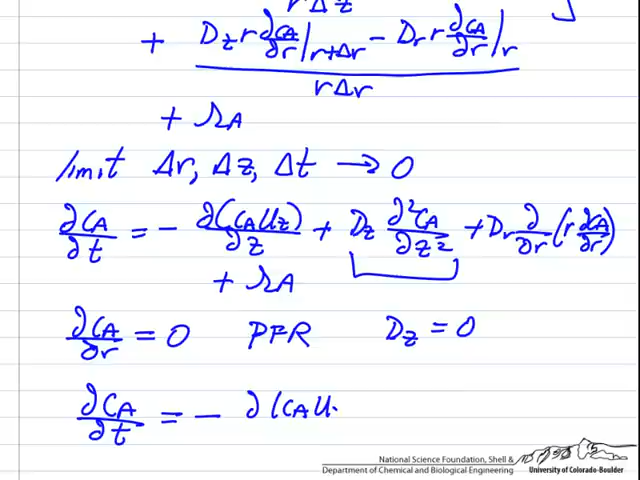 r Δz
+ D_z r ∂C_A/∂r |r+Δr − D_r r ∂C_A/∂r |r
r Δr
+ r_A
limit Δr, Δz, Δt → 0
∂C_A/∂t = − ∂(C_A U_z)/∂z + D_z ∂²C_A/∂z² + D_r ∂/∂r (r ∂C_A/∂r)
+ r_A
∂C_A/∂r = 0 PFR D_z = 0
∂C_A/∂t = − ∂(C_A U
National Science Foundation, Shell &
Department of Chemical and Biological Engineering
University of Colorado-Boulder